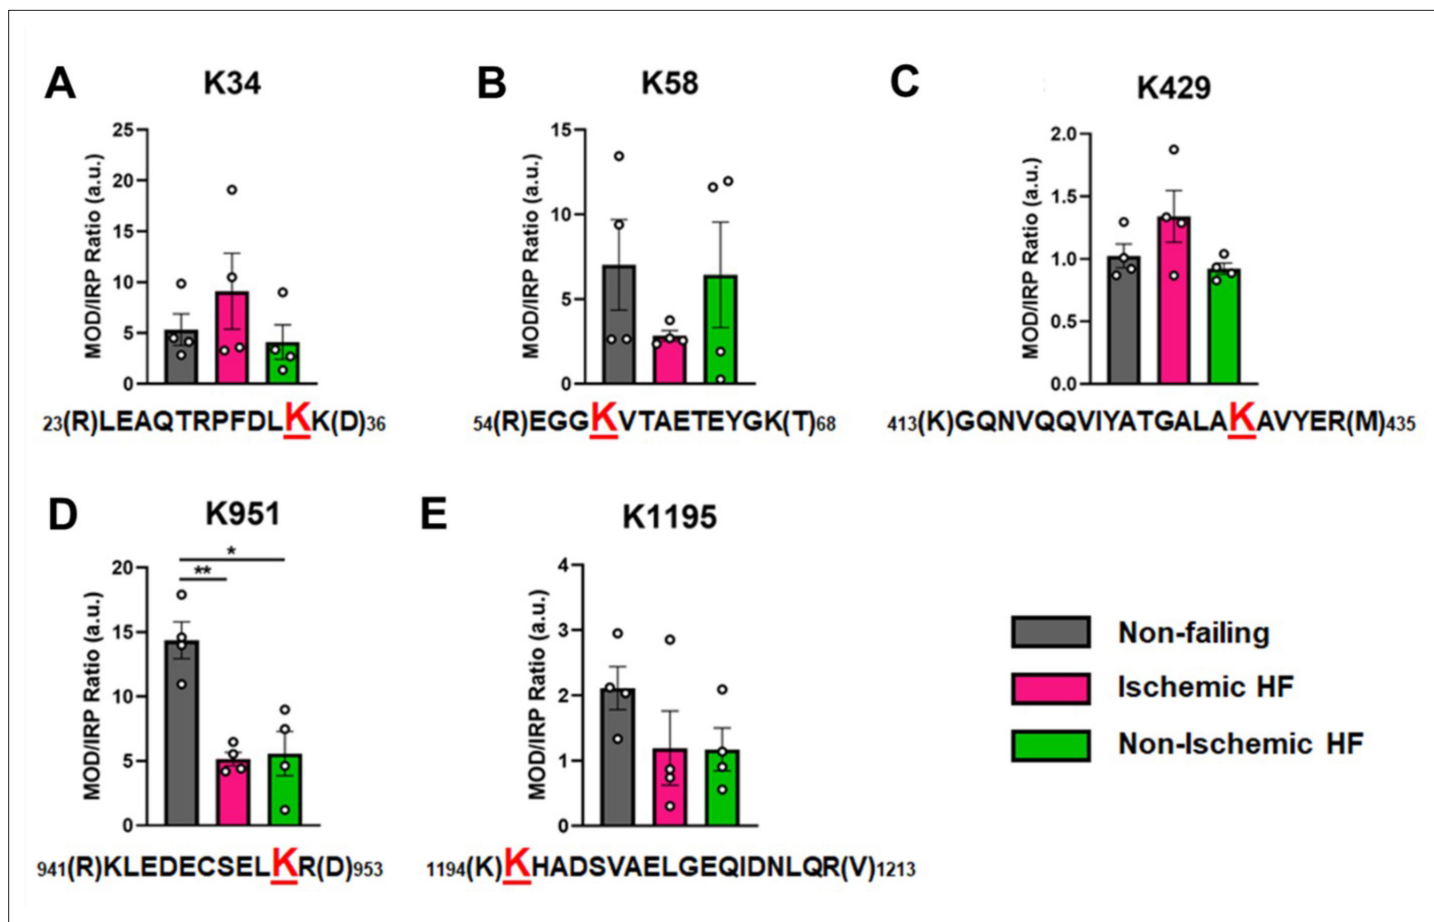 A
K34
MOD/IRP Ratio (a.u.)
25
20
15
10
5
0
23(R)LEAQTRPFDLKK(D)36
B
K58
MOD/IRP Ratio (a.u.)
15
10
5
0
54(R)EGGKVTAETEYGK(T)68
C
K429
MOD/IRP Ratio (a.u.)
2.0
1.5
1.0
0.5
0.0
413(K)GQNVQQVIYATGALAKAVYER(M)435
D
K951
MOD/IRP Ratio (a.u.)
20
15
10
5
0
*
**
941(R)KLEDECSELKR(D)953
E
K1195
MOD/IRP Ratio (a.u.)
4
3
2
1
0
1194(K)KHADSVAELGEQIDNLQR(V)1213
Non-failing
Ischemic HF
Non-Ischemic HF